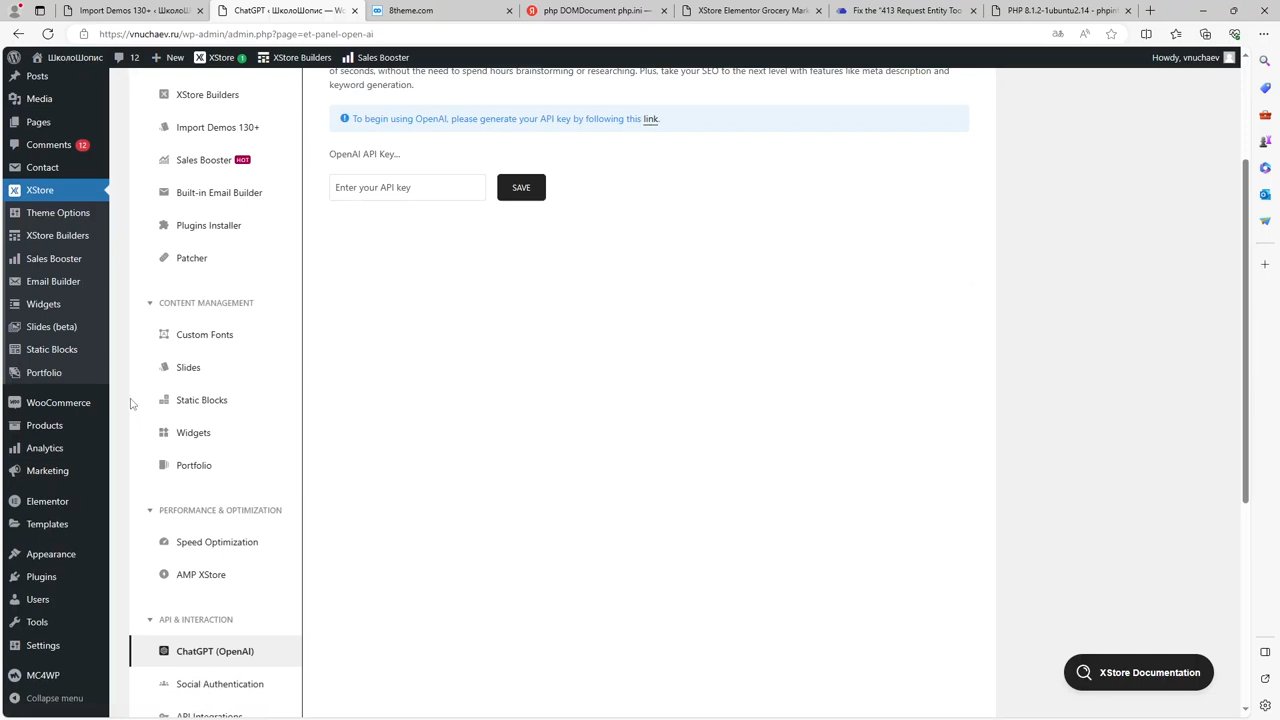 Import Demos 130+ ‹ ШколоШопи
ChatGPT ‹ ШколоШопис — Wo
8theme.com
php DOMDocument php.ini —
XStore Elementor Grocery Mark
Fix the "413 Request Entity Too
PHP 8.1.2-1ubuntu2.14 - phpin
https://vnuchaev.ru/wp-admin/admin.php?page=et-panel-open-ai
ШколоШопис
12
New
XStore 1
XStore Builders
Sales Booster
Howdy, vnuchaev
Posts
Media
Pages
Comments 12
Contact
XStore
Theme Options
XStore Builders
Sales Booster
Email Builder
Widgets
Slides (beta)
Static Blocks
Portfolio
WooCommerce
Products
Analytics
Marketing
Elementor
Templates
Appearance
Plugins
Users
Tools
Settings
MC4WP
Collapse menu
XStore Builders
Import Demos 130+
Sales Booster HOT
Built-in Email Builder
Plugins Installer
Patcher
CONTENT MANAGEMENT
Custom Fonts
Slides
Static Blocks
Widgets
Portfolio
PERFORMANCE & OPTIMIZATION
Speed Optimization
AMP XStore
API & INTERACTION
ChatGPT (OpenAI)
Social Authentication
API Integrations
of seconds, without the need to spend hours brainstorming or researching. Plus, take your SEO to the next level with features like meta description and
keyword generation.
To begin using OpenAI, please generate your API key by following this link.
OpenAI API Key...
Enter your API key
SAVE
XStore Documentation